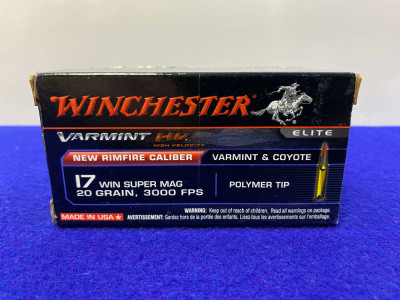 WINCHESTER
VARMINT HV ELITE
HIGH VELOCITY
NEW RIMFIRE CALIBER VARMINT & COYOTE
17 WIN SUPER MAG POLYMER TIP
20 GRAIN, 3000 FPS
WARNING: Keep out of reach of children. Read all warnings on package.
MADE IN USA AVERTISSEMENT: Gardez hors de la portée des enfants. Lisez tous les avertissements sur l'emballage.